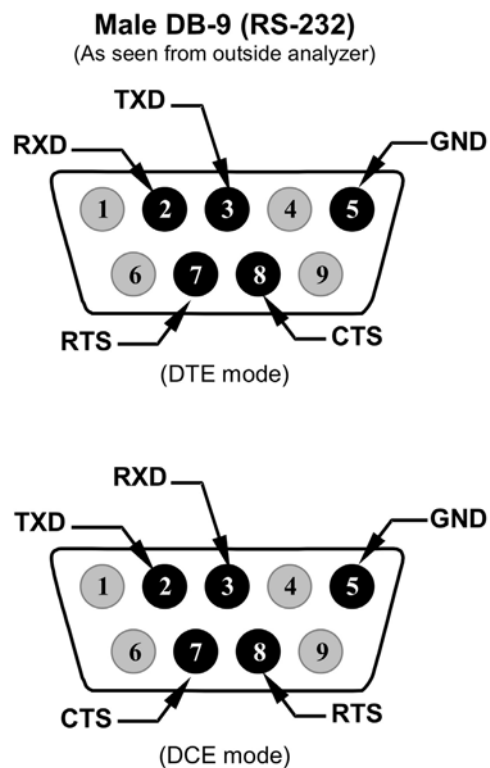 Male DB-9 (RS-232)
(As seen from outside analyzer)
TXD
RXD
GND
1 2 3 4 5
6 7 8 9
RTS
CTS
(DTE mode)
RXD
TXD
GND
1 2 3 4 5
6 7 8 9
CTS
RTS
(DCE mode)